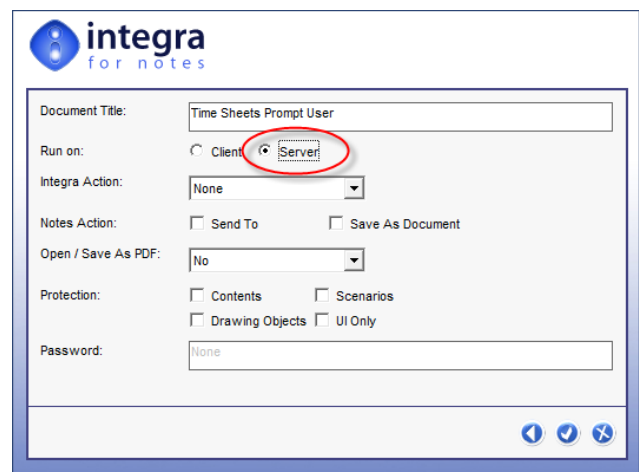 integra
for notes
Document Title: Time Sheets Prompt User
Run on: Client Server
Integra Action: None
Notes Action: Send To Save As Document
Open / Save As PDF: No
Protection: Contents Scenarios
Drawing Objects UI Only
Password: None